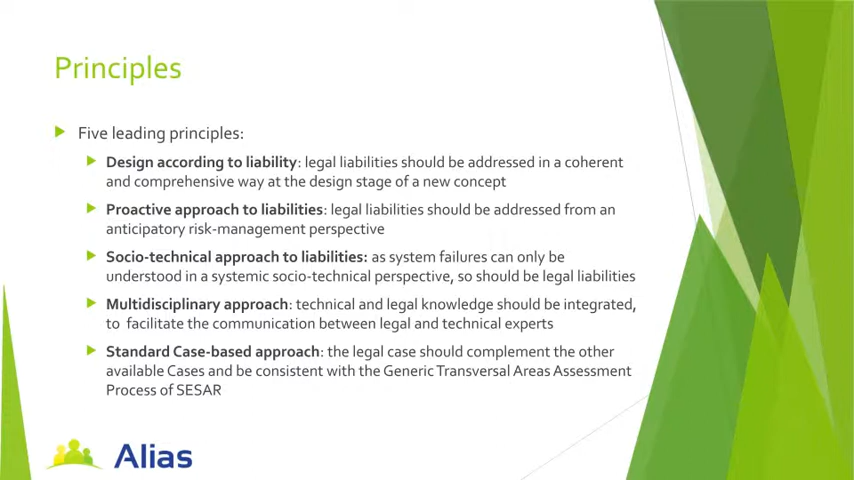 Principles
Five leading principles:
Design according to liability: legal liabilities should be addressed in a coherent
and comprehensive way at the design stage of a new concept
Proactive approach to liabilities: legal liabilities should be addressed from an
anticipatory risk-management perspective
Socio-technical approach to liabilities: as system failures can only be
understood in a systemic socio-technical perspective, so should be legal liabilities
Multidisciplinary approach: technical and legal knowledge should be integrated,
to facilitate the communication between legal and technical experts
Standard Case-based approach: the legal case should complement the other
available Cases and be consistent with the Generic Transversal Areas Assessment
Process of SESAR
Alias